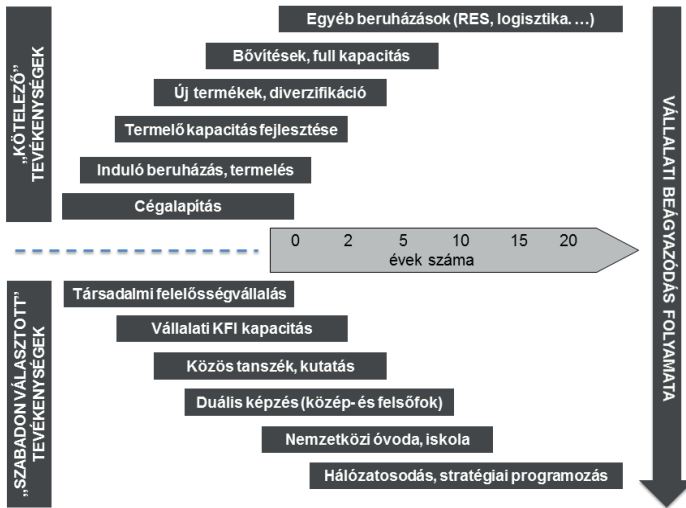 „KÖTELEZŐ”
TEVÉKENYSÉGEK
Egyéb beruházások (RES, logisztika. …)
Bővítések, full kapacitás
Új termékek, diverzifikáció
Termelő kapacitás fejlesztése
Induló beruházás, termelés
Cégalapítás
0 2 5 10 15 20
évek száma
„SZABADON VÁLASZTOTT”
TEVÉKENYSÉGEK
Társadalmi felelősségvállalás
Vállalati KFI kapacitás
Közös tanszék, kutatás
Duális képzés (közép- és felsőfok)
Nemzetközi óvoda, iskola
Hálózatosodás, stratégiai programozás
VÁLLALATI BEÁGYAZÓDÁS FOLYAMATA